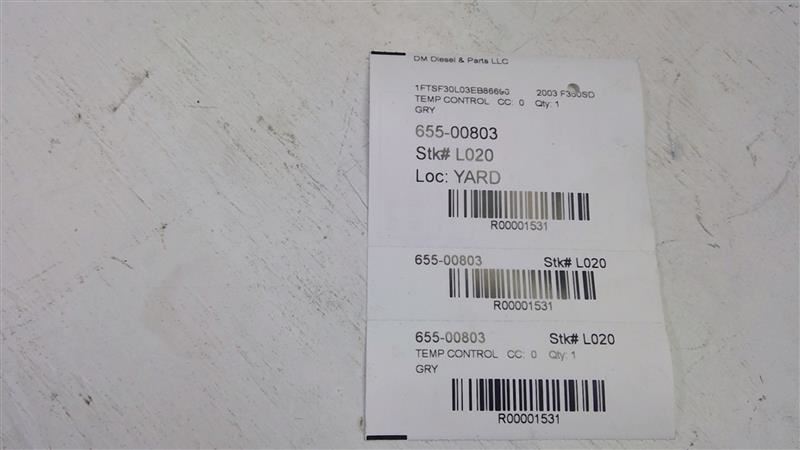 DM Diesel & Parts LLC
2003
TEMP CONTROL CC: 0 Qty: 1
GRY
655-00803
Stk# L020
Loc: YARD
R00001531
655-00803 Stk# L020
R00001531
655-00803 Stk# L020
TEMP CONTROL CC: 0 Qty: 1
GRY
R00001531